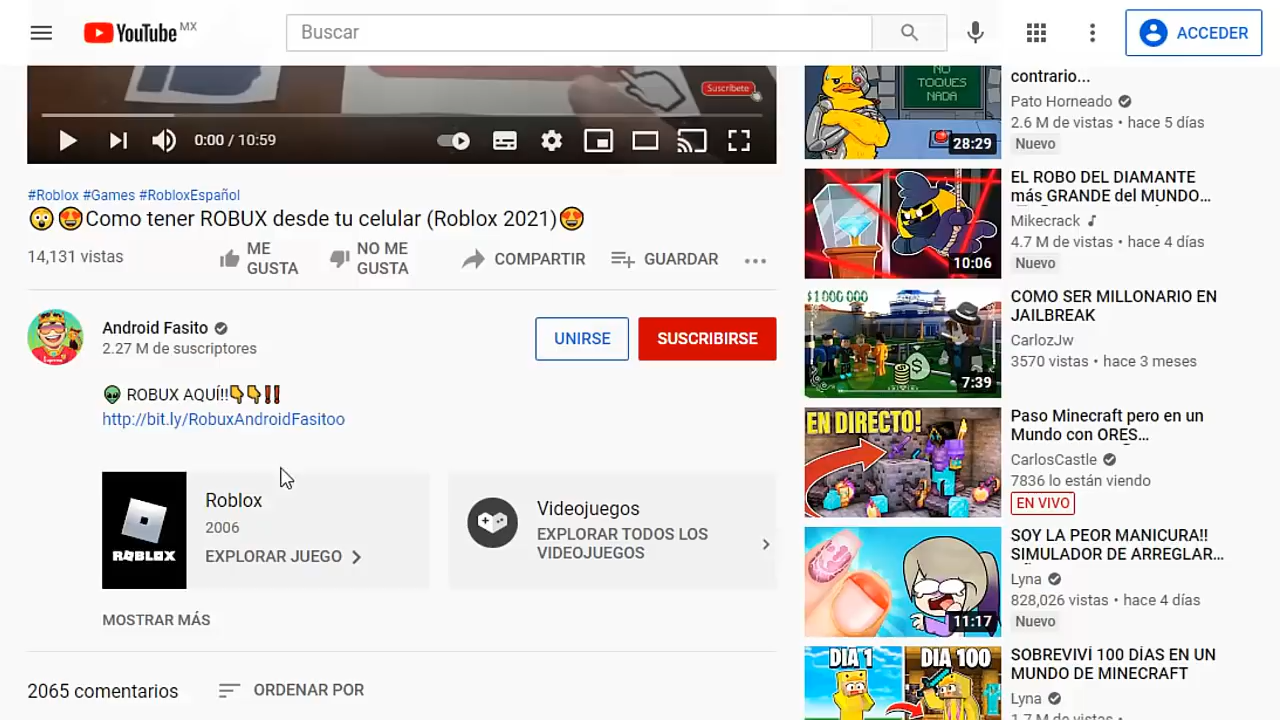 YouTube MX
Buscar
ACCEDER
Suscríbete
0:00 / 10:59
#Roblox #Games #RobloxEspañol
😲🤩Como tener ROBUX desde tu celular (Roblox 2021)🤩
14,131 vistas
ME
GUSTA
NO ME
GUSTA
COMPARTIR
GUARDAR
Android Fasito
2.27 M de suscriptores
UNIRSE
SUSCRIBIRSE
👽 ROBUX AQUÍ!!👇👇‼️
http://bit.ly/RobuxAndroidFasitoo
ROBLOX
Roblox
2006
EXPLORAR JUEGO
Videojuegos
EXPLORAR TODOS LOS
VIDEOJUEGOS
MOSTRAR MÁS
2065 comentarios
ORDENAR POR
NO
TOQUES
NADA
28:29
contrario...
Pato Horneado
2.6 M de vistas • hace 5 días
Nuevo
10:06
EL ROBO DEL DIAMANTE
más GRANDE del MUNDO...
Mikecrack
4.7 M de vistas • hace 4 días
Nuevo
$1000000
7:39
COMO SER MILLONARIO EN
JAILBREAK
CarlozJw
3570 vistas • hace 3 meses
EN DIRECTO!
Paso Minecraft pero en un
Mundo con ORES...
CarlosCastle
7836 lo están viendo
EN VIVO
11:17
SOY LA PEOR MANICURA!!
SIMULADOR DE ARREGLAR...
Lyna
828,026 vistas • hace 4 días
Nuevo
DIA 1
DIA 100
SOBREVIVÍ 100 DÍAS EN UN
MUNDO DE MINECRAFT
Lyna